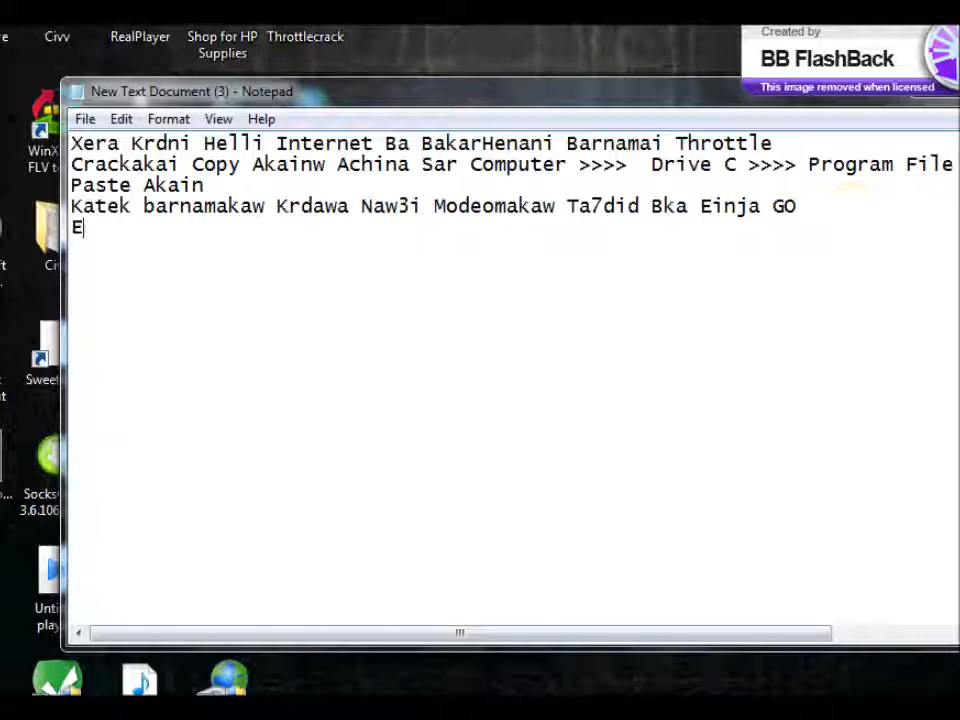 re
Civv
RealPlayer
Shop for HP
Supplies
Throttlecrack
Created by
BB FlashBack
This image removed when licensed
New Text Document (3) - Notepad
File Edit Format View Help
Xera Krdni Helli Internet Ba BakarHenani Barnamai Throttle
Crackakai Copy Akainw Achina Sar Computer >>>> Drive C >>>> Program File
Paste Akain
Katek barnamakaw Krdawa Naw3i Modeomakaw Ta7did Bka Einja GO
E
WinX
FLV to
Ci
Sweet
Socks
3.6.106
Unti
play